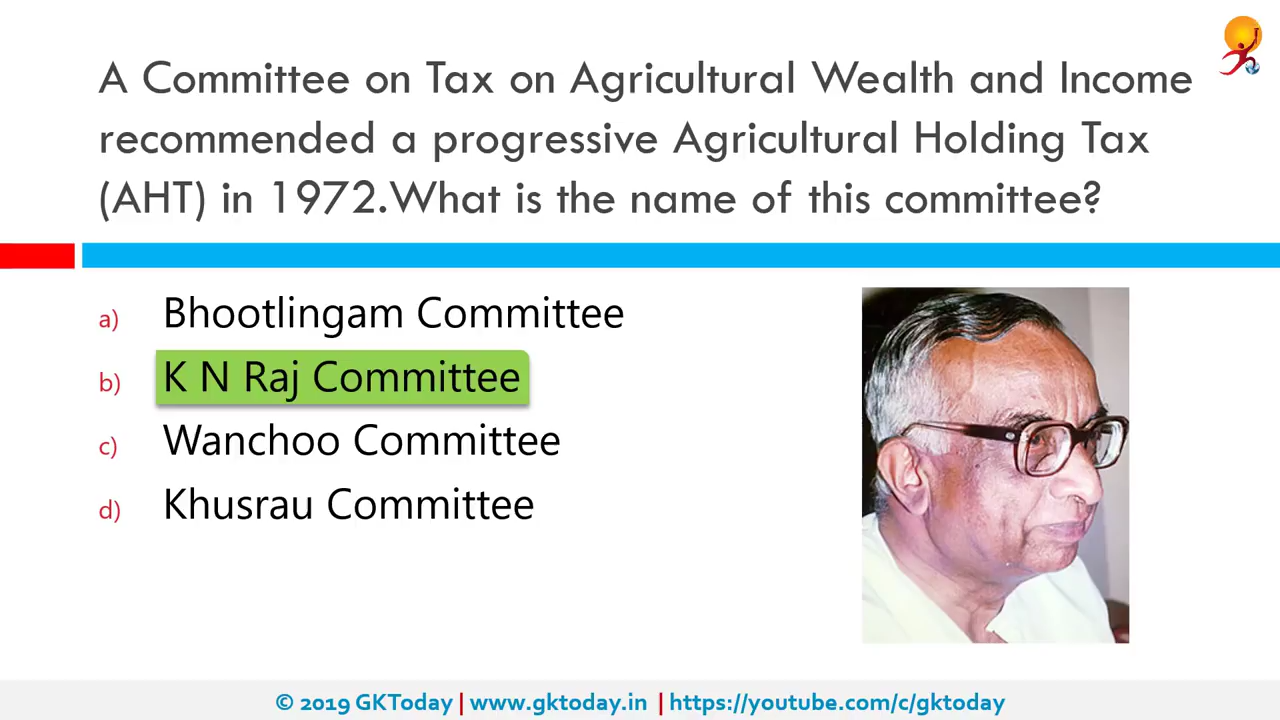 A Committee on Tax on Agricultural Wealth and Income
recommended a progressive Agricultural Holding Tax
(AHT) in 1972.What is the name of this committee?
a) Bhootlingam Committee
b) K N Raj Committee
c) Wanchoo Committee
d) Khusrau Committee
© 2019 GKToday | www.gktoday.in | https://youtube.com/c/gktoday